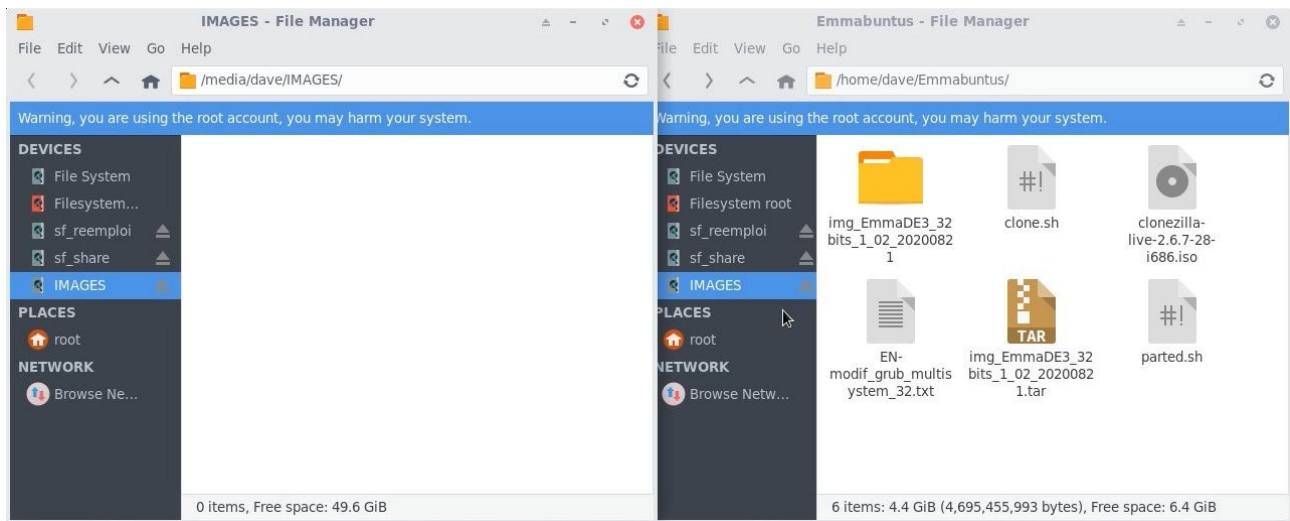 IMAGES - File Manager
File Edit View Go Help
/media/dave/IMAGES/
Warning, you are using the root account, you may harm your system.
DEVICES
File System
Filesystem...
sf_reemploi
sf_share
IMAGES
PLACES
root
NETWORK
Browse Ne...
0 items, Free space: 49.6 GiB
Emmabuntus - File Manager
File Edit View Go Help
/home/dave/Emmabuntus/
Warning, you are using the root account, you may harm your system.
DEVICES
File System
Filesystem root
sf_reemploi
sf_share
IMAGES
PLACES
root
NETWORK
Browse Netw...
img_EmmaDE3_32
bits_1_02_2020082
1
#!
clone.sh
clonezilla-
live-2.6.7-28-
i686.iso
EN-
modif_grub_multis
ystem_32.txt
TAR
img_EmmaDE3_32
bits_1_02_2020082
1.tar
#!
parted.sh
6 items: 4.4 GiB (4,695,455,993 bytes), Free space: 6.4 GiB